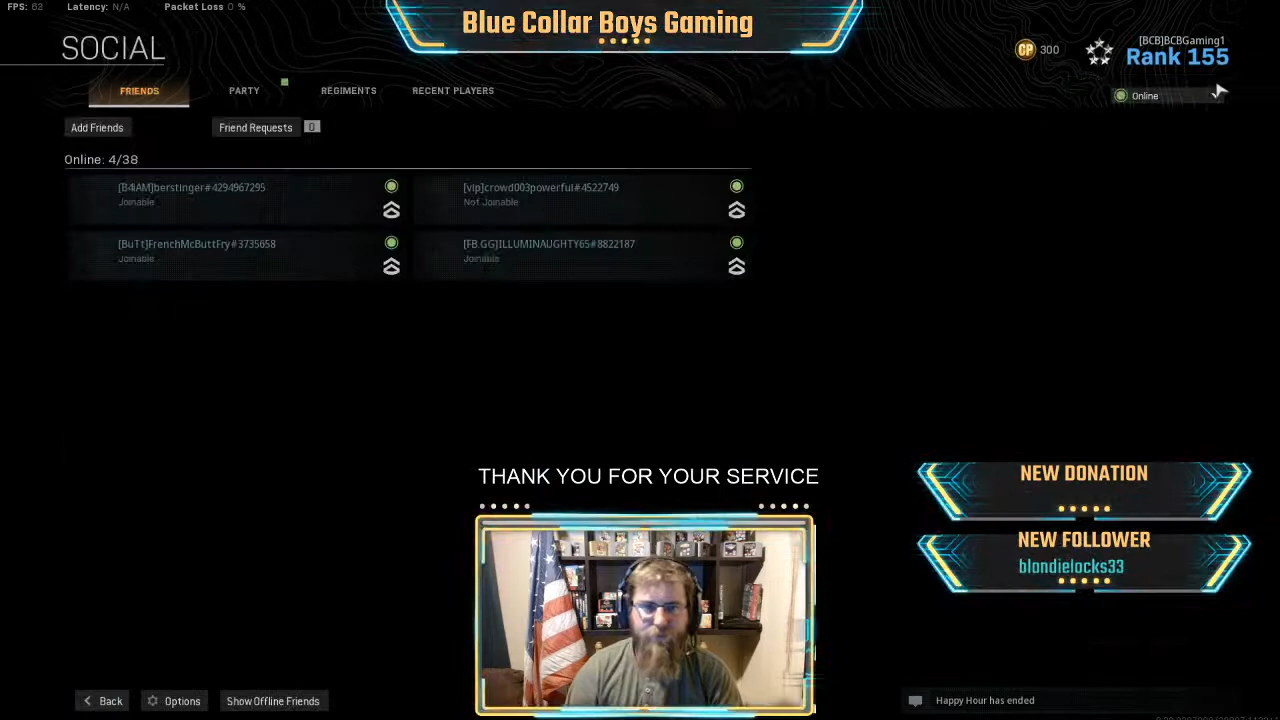 FPS: 62 Latency: N/A Packet Loss 0 %
Blue Collar Boys Gaming
SOCIAL
CP 300
[BCB]BCBGaming1
Rank 155
Online
FRIENDS PARTY REGIMENTS RECENT PLAYERS
Add Friends Friend Requests 0
Online: 4/38
[B4IAM]berstinger#4294967295
Joinable
[vip]crowd003powerful#4522749
Not Joinable
[BuTt]FrenchMcButtFry#3735658
Joinable
[FB.GG]ILLUMINAUGHTY65#8822187
Joinable
THANK YOU FOR YOUR SERVICE
NEW DONATION
NEW FOLLOWER
blondielocks33
Back Options Show Offline Friends
Happy Hour has ended